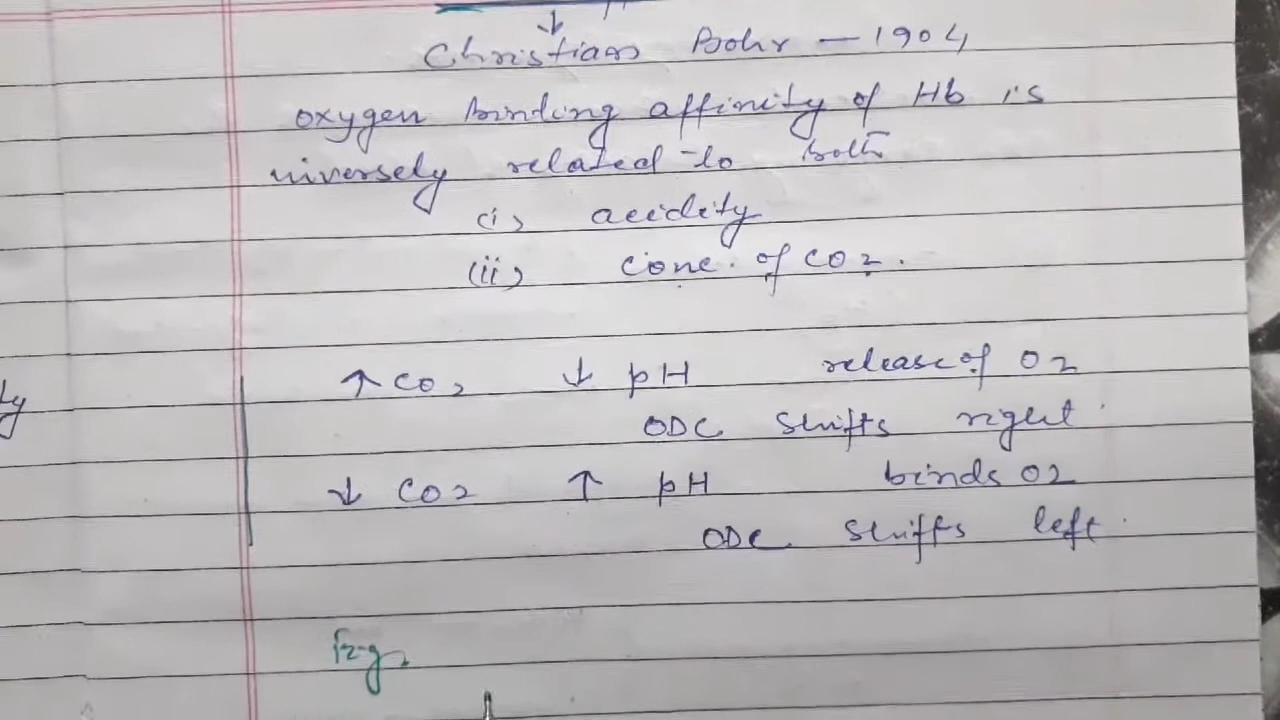 ↓
Christian Bohr — 1904
oxygen binding affinity of Hb is
inversely related to both
(i) acidity
(ii) conc. of CO2.
↑ CO2 ↓ pH release of O2
ODC shifts right
↓ CO2 ↑ pH binds O2
ODC shifts left.
Eg,